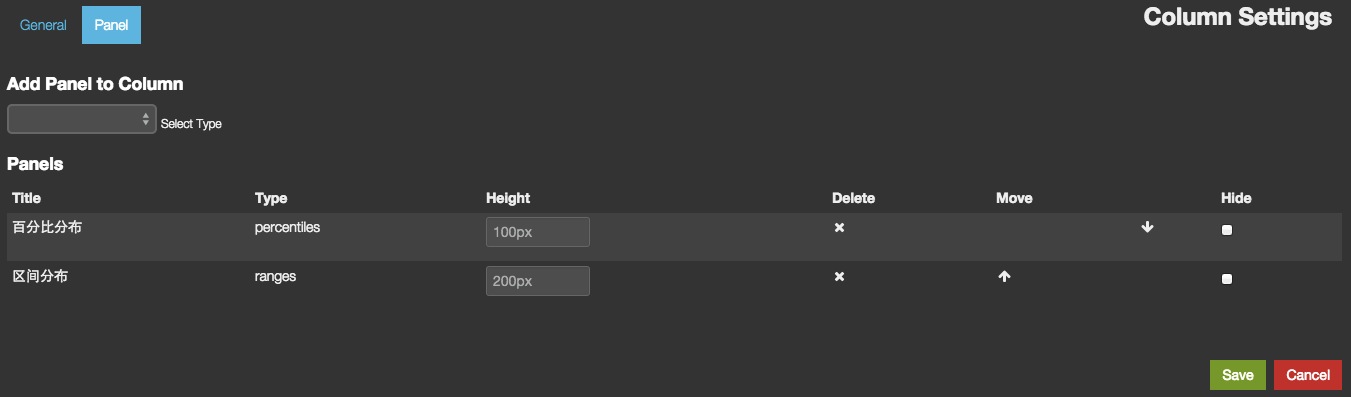 General Panel Column Settings
Add Panel to Column
Select Type
Panels
Title Type Height Delete Move Hide
百分比分布 percentiles 100px
区间分布 ranges 200px
Save Cancel